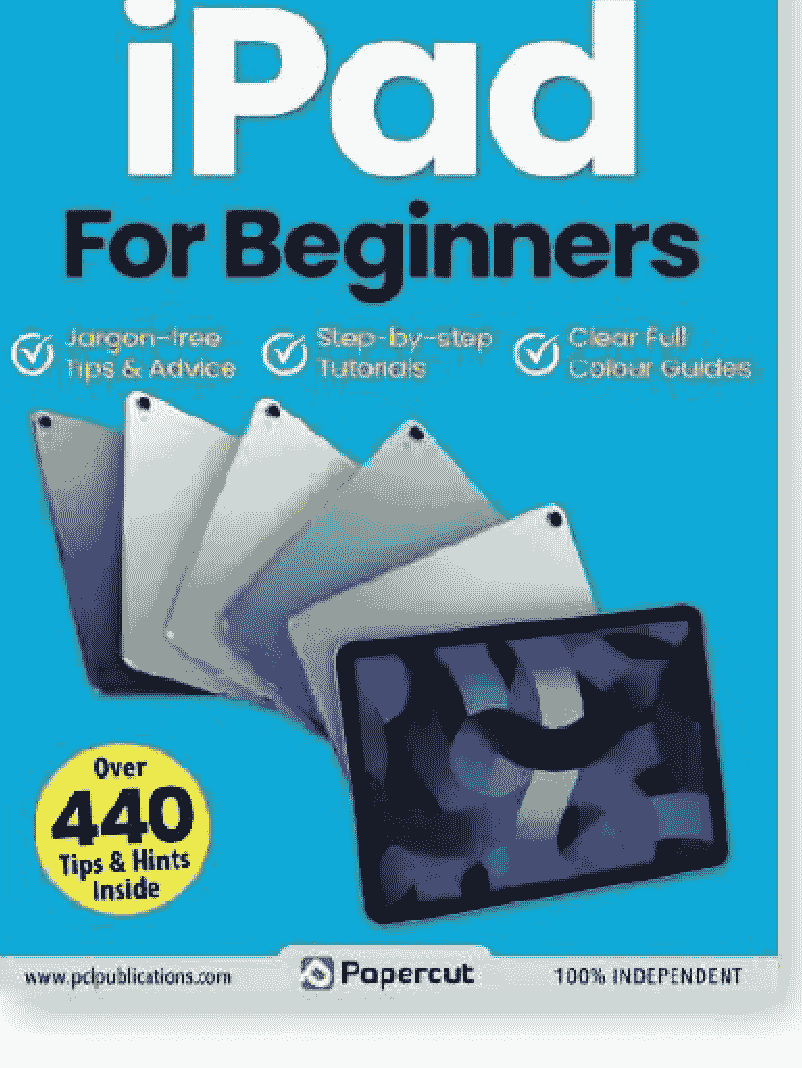 iPad
For Beginners
Jargon-free
Tips & Advice
Step-by-step
Tutorials
Clear Full
Colour Guides
Over
440
Tips & Hints
Inside
www.pclpublications.com
Papercut
100% INDEPENDENT